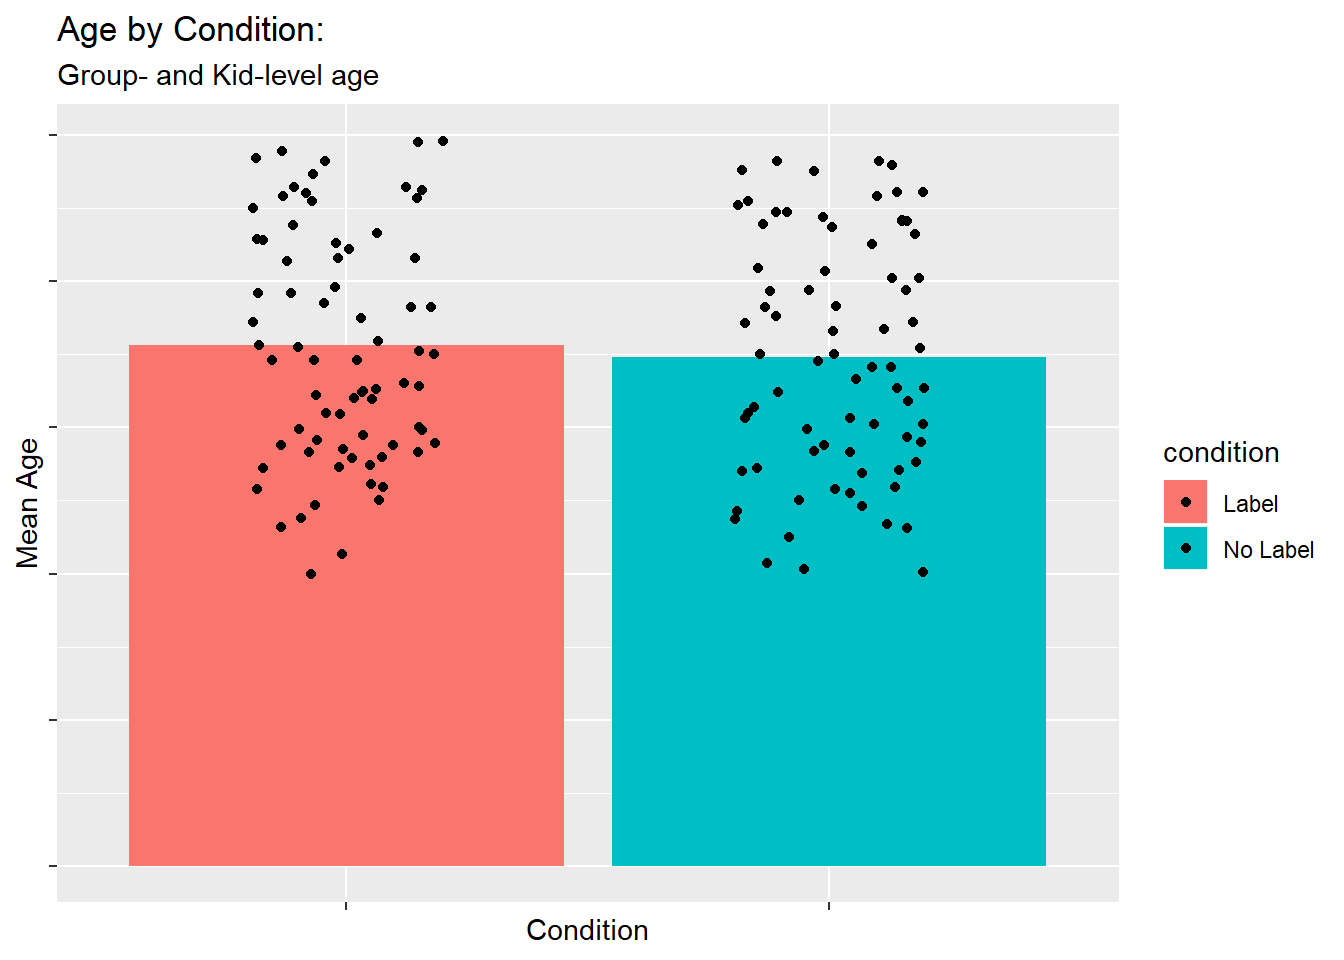 Age by Condition:
Group- and Kid-level age
Mean Age
Condition
condition
Label
No Label